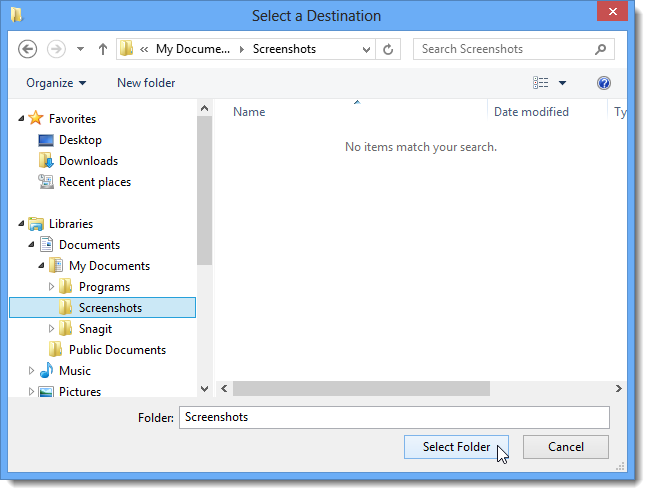 Select a Destination
« My Docume... Screenshots Search Screenshots
Organize New folder
Name Date modified Ty
No items match your search.
Favorites
Desktop
Downloads
Recent places
Libraries
Documents
My Documents
Programs
Screenshots
Snagit
Public Documents
Music
Pictures
Folder: Screenshots
Select Folder Cancel